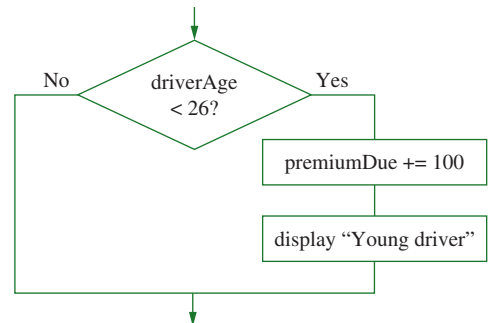 No
driverAge
< 26?
Yes
premiumDue += 100
display “Young driver”